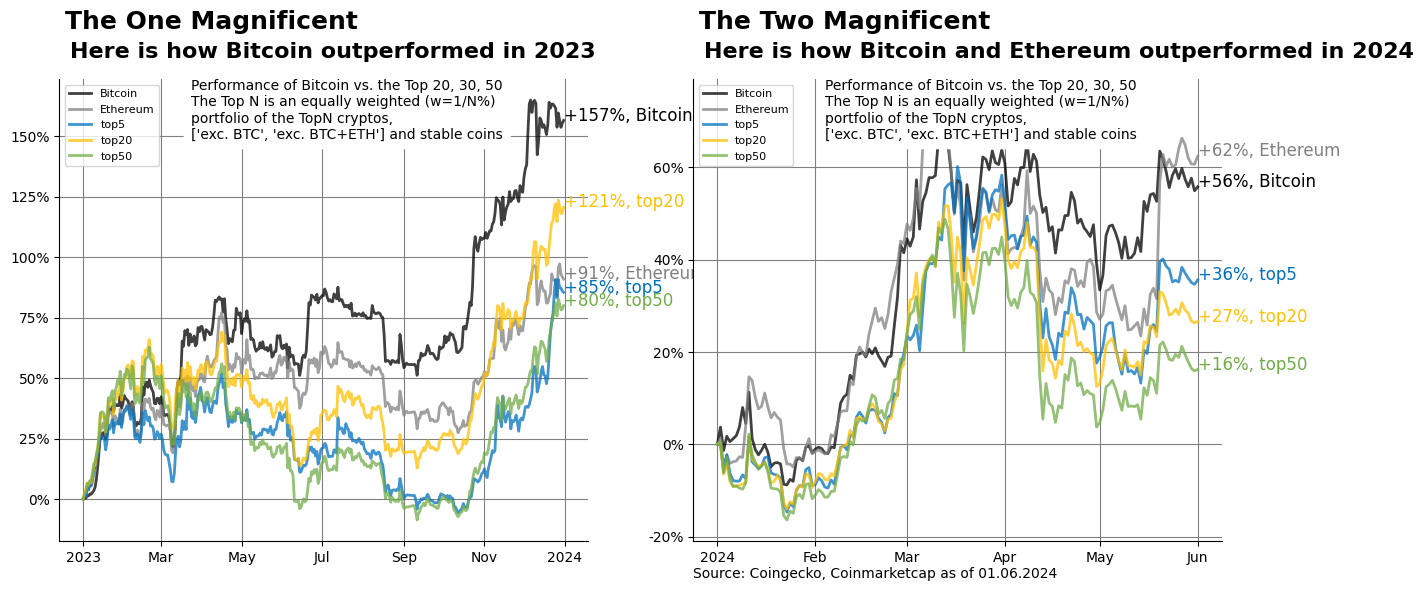 The One Magnificent
Here is how Bitcoin outperformed in 2023
Bitcoin
Ethereum
top5
top20
top50
Performance of Bitcoin vs. the Top 20, 30, 50
The Top N is an equally weighted (w=1/N%)
portfolio of the TopN cryptos,
['exc. BTC', 'exc. BTC+ETH'] and stable coins
150%
125%
100%
75%
50%
25%
0%
+157%, Bitcoin
+121%, top20
+91%, Ethereum
+85%, top5
+80%, top50
2023
Mar
May
Jul
Sep
Nov
2024
The Two Magnificent
Here is how Bitcoin and Ethereum outperformed in 2024
Bitcoin
Ethereum
top5
top20
top50
Performance of Bitcoin vs. the Top 20, 30, 50
The Top N is an equally weighted (w=1/N%)
portfolio of the TopN cryptos,
['exc. BTC', 'exc. BTC+ETH'] and stable coins
60%
40%
20%
0%
-20%
+62%, Ethereum
+56%, Bitcoin
+36%, top5
+27%, top20
+16%, top50
2024
Feb
Mar
Apr
May
Jun
Source: Coingecko, Coinmarketcap as of 01.06.2024